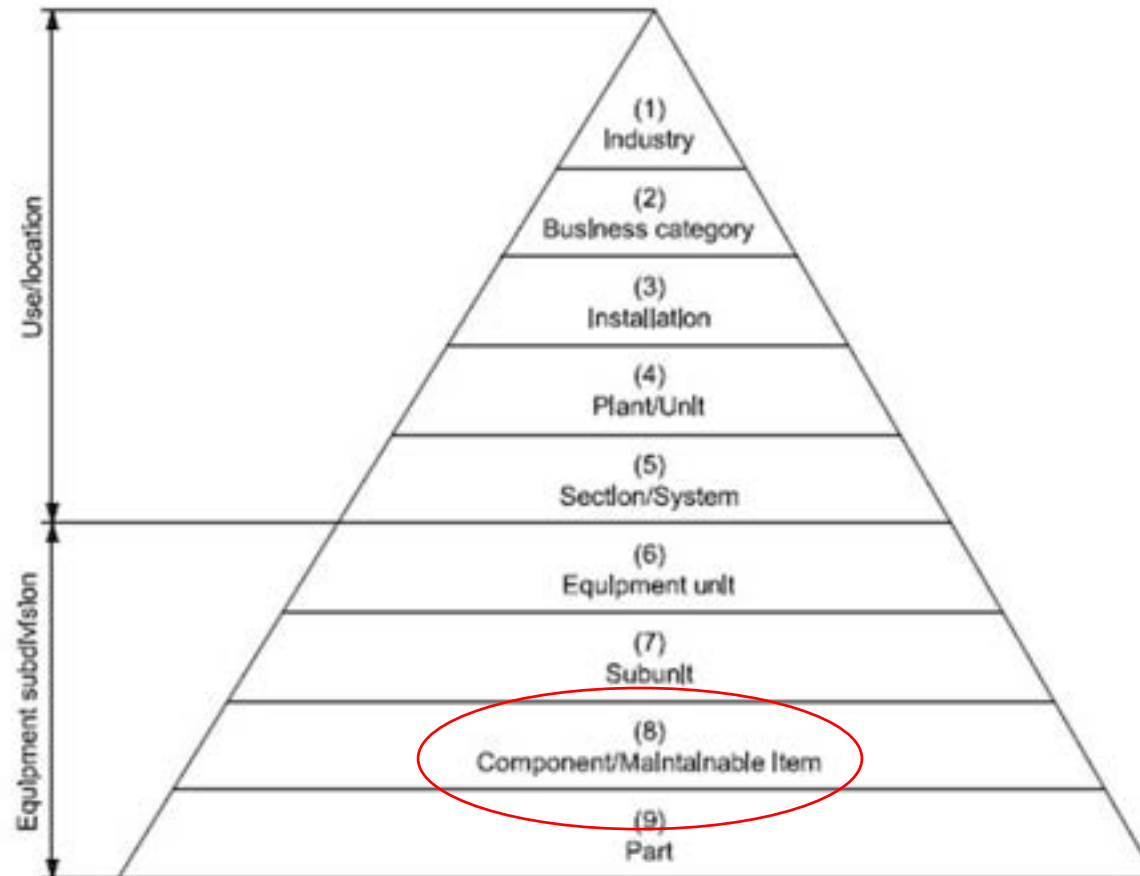 (1)
Industry
(2)
Business category
(3)
Installation
(4)
Plant/Unit
(5)
Section/System
(6)
Equipment unit
(7)
Subunit
(8)
Component/Maintainable Item
(9)
Part
Use/location
Equipment subdivision